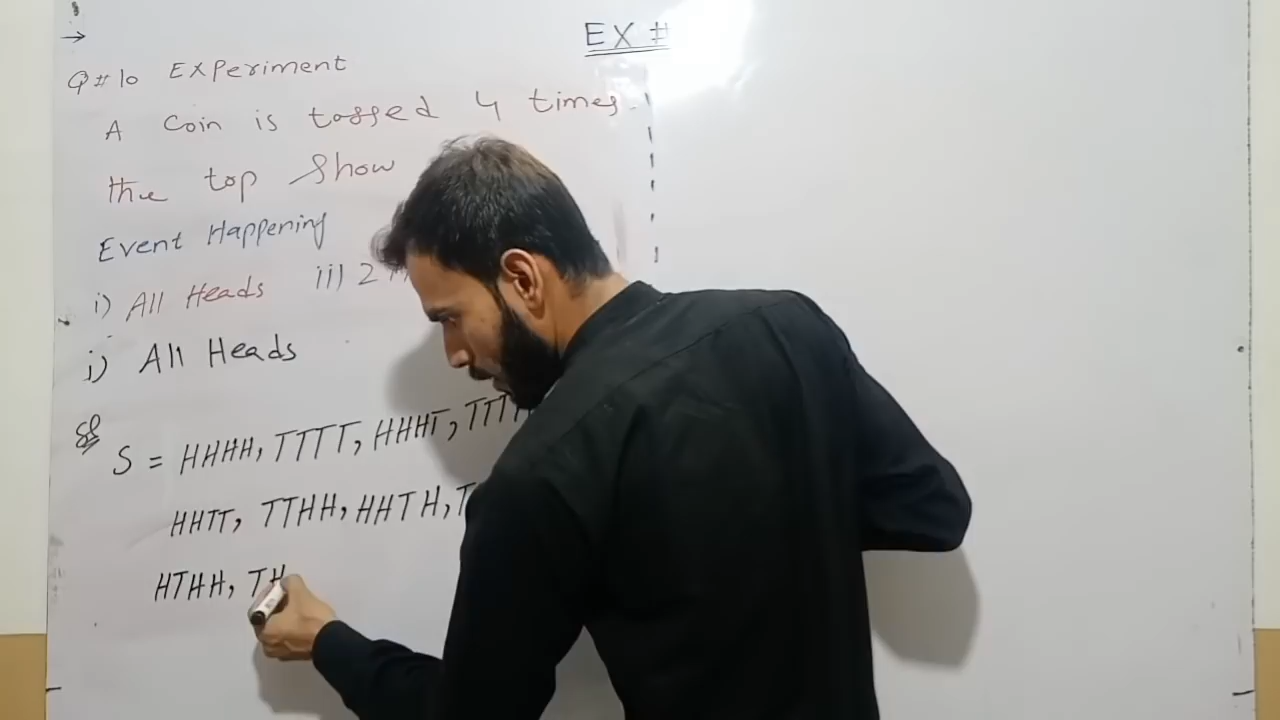 EX #
Q#10 Experiment
A Coin is tossed 4 times.
the top show
Event Happening
i) All Heads ii) 2
i) All Heads
Sol
S = HHHH, TTTT, HHHT, TTTH
HHTT, TTHH, HHTH, T
HTHH, TH